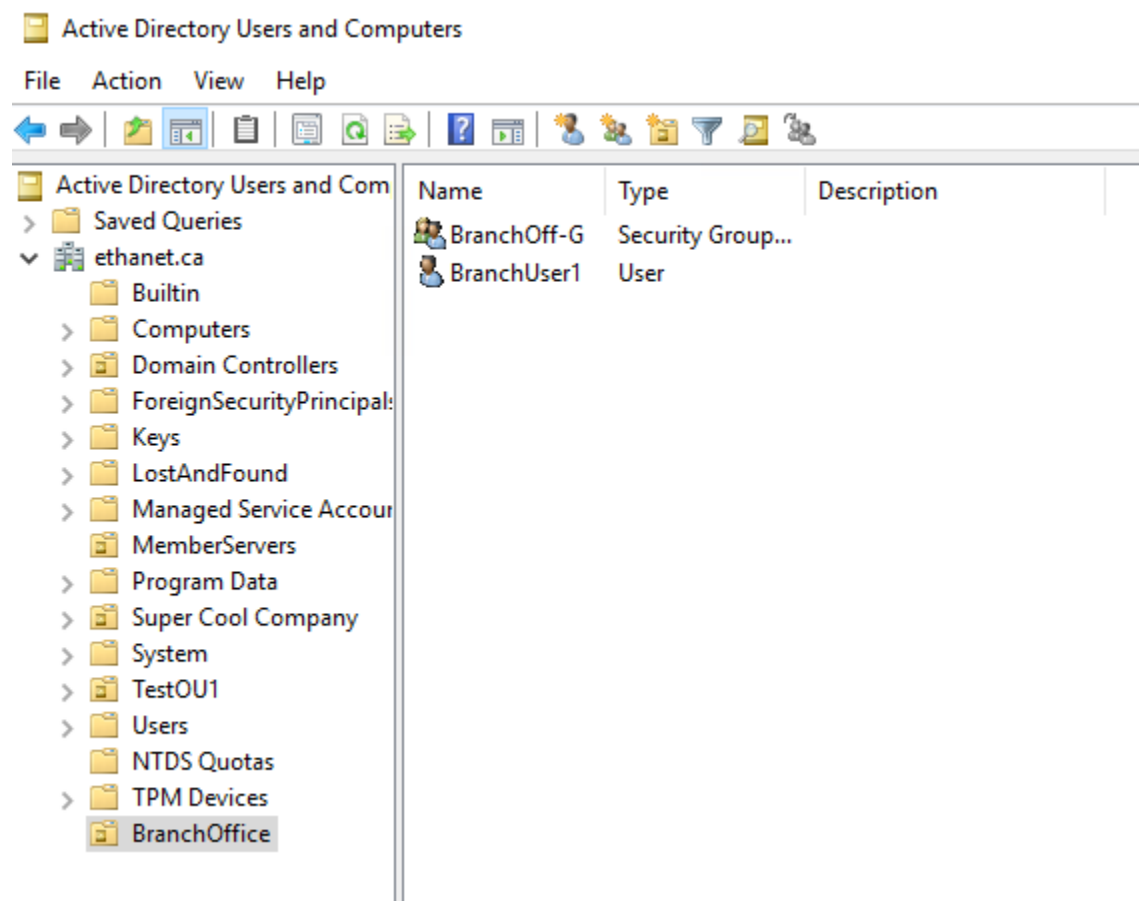 Active Directory Users and Computers
File Action View Help
Active Directory Users and Com
Saved Queries
ethanet.ca
Builtin
Computers
Domain Controllers
ForeignSecurityPrincipals
Keys
LostAndFound
Managed Service Accour
MemberServers
Program Data
Super Cool Company
System
TestOU1
Users
NTDS Quotas
TPM Devices
BranchOffice
Name Type Description
BranchOff-G Security Group...
BranchUser1 User